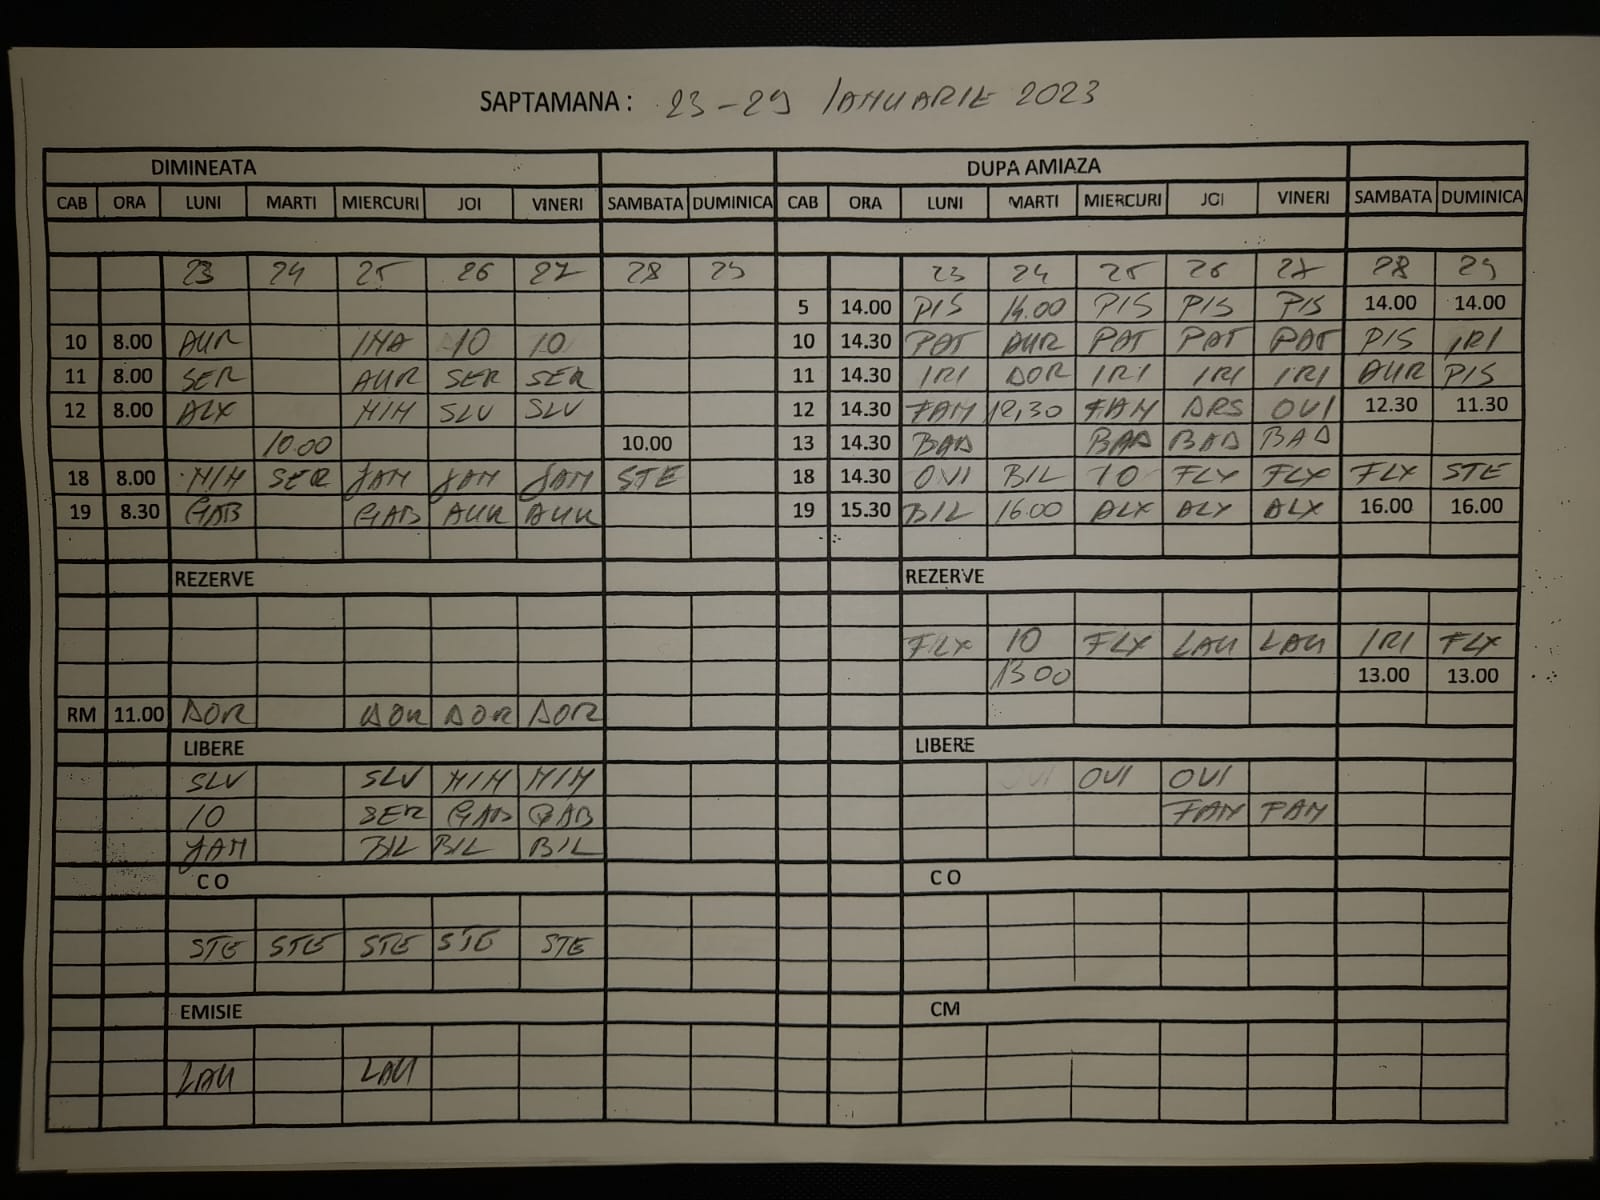 SAPTAMANA : 23-29 IANUARIE 2023
DIMINEATA DUPA AMIAZA
CAB ORA LUNI MARTI MIERCURI JOI VINERI SAMBATA DUMINICA CAB ORA LUNI MARTI MIERCURI JOI VINERI SAMBATA DUMINICA
23 24 25 26 27 28 29 23 24 25 26 27 28 29
5 14.00 PIS 14.00 PIS PIS PIS 14.00 14.00
10 8.00 AUR INA IO IO 10 14.30 PAT AUR PAT PAT PAT PIS IRI
11 8.00 SER AUR SER SER 11 14.30 IRI DOR IRI IRI IRI AUR PIS
12 8.00 ALX MIH SLV SLV 12 14.30 FAM 12,30 FAM DRS OVI 12.30 11.30
10.00 10.00 13 14.30 BAD BAD BAD BAD
18 8.00 MIH SER JAM JAM JAM STE 18 14.30 OVI BIL IO FLX FLX FLX STE
19 8.30 GAB GAB AUR AUR 19 15.30 BIL 16.00 ALX ALX ALX 16.00 16.00
REZERVE REZERVE
FLX IO FLX LAU LAU IRI FLX
13.00 13.00 13.00
RM 11.00 DOR DOR DOR DOR
LIBERE LIBERE
SLV SLV MIH MIH OVI OVI OVI
IO SER GAB GAB FAM FAM
JAM BIL BIL BIL
C O C O
STE STE STE STE STE
EMISIE CM
LAU LAU